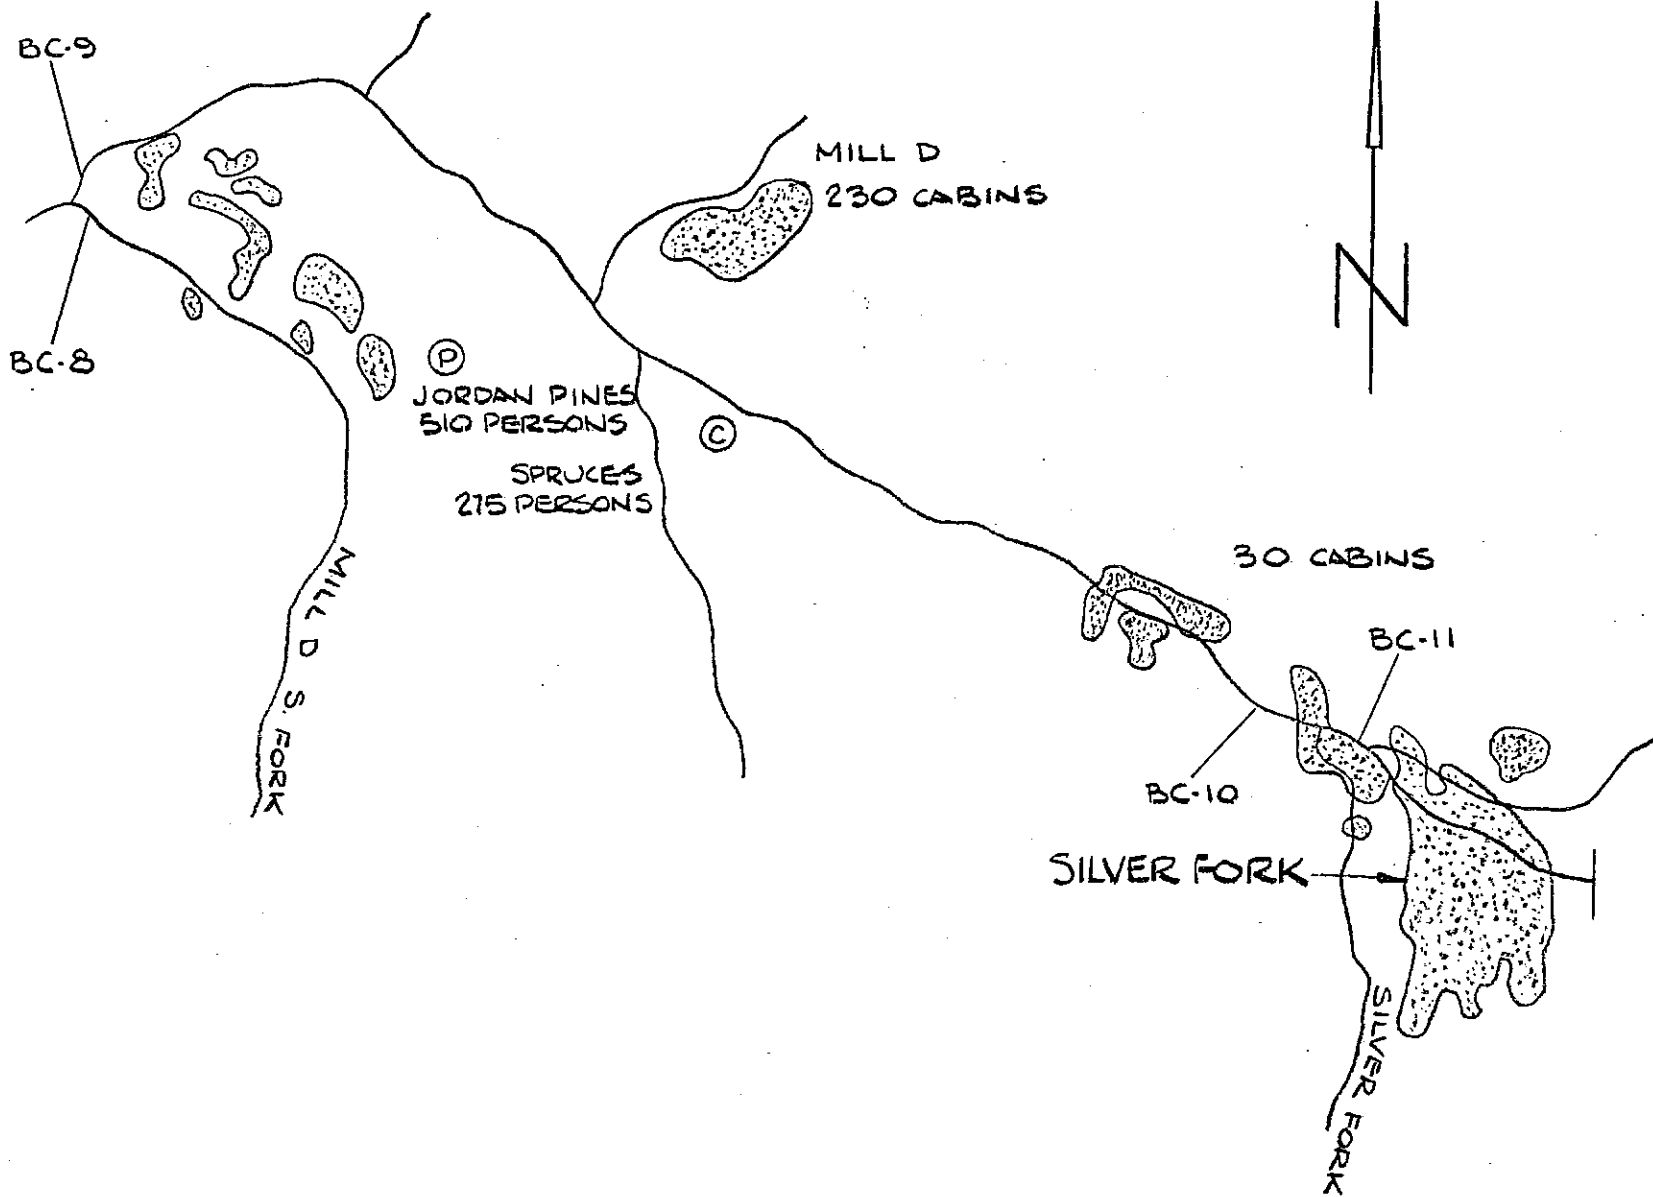 BC-9
MILL D
230 CABINS
N
BC-8
P
JORDAN PINES
510 PERSONS
C
SPRUCES
275 PERSONS
30 CABINS
MILL D S. FORK
BC-11
BC-10
SILVER FORK
SILVER FORK